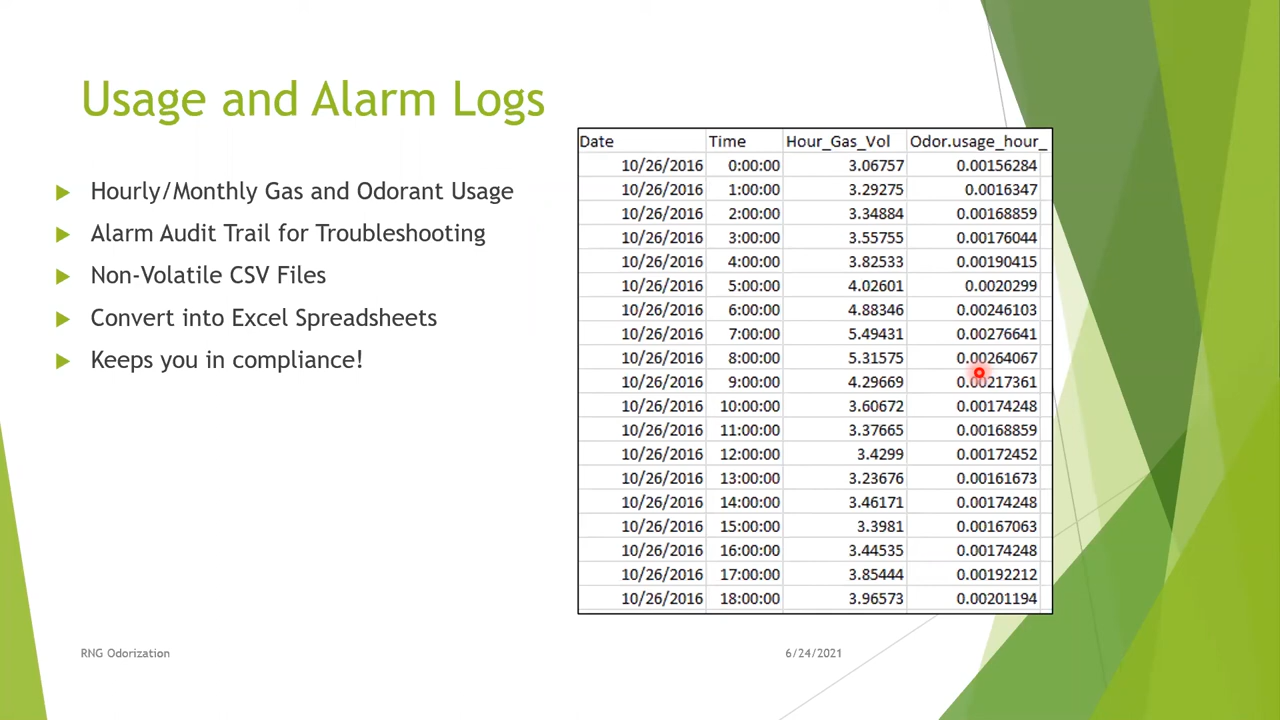 Usage and Alarm Logs
Hourly/Monthly Gas and Odorant Usage
Alarm Audit Trail for Troubleshooting
Non-Volatile CSV Files
Convert into Excel Spreadsheets
Keeps you in compliance!
Date Time Hour_Gas_Vol Odor.usage_hour_
10/26/2016 0:00:00 3.06757 0.00156284
10/26/2016 1:00:00 3.29275 0.0016347
10/26/2016 2:00:00 3.34884 0.00168859
10/26/2016 3:00:00 3.55755 0.00176044
10/26/2016 4:00:00 3.82533 0.00190415
10/26/2016 5:00:00 4.02601 0.0020299
10/26/2016 6:00:00 4.88346 0.00246103
10/26/2016 7:00:00 5.49431 0.00276641
10/26/2016 8:00:00 5.31575 0.00264067
10/26/2016 9:00:00 4.29669 0.00217361
10/26/2016 10:00:00 3.60672 0.00174248
10/26/2016 11:00:00 3.37665 0.00168859
10/26/2016 12:00:00 3.4299 0.00172452
10/26/2016 13:00:00 3.23676 0.00161673
10/26/2016 14:00:00 3.46171 0.00174248
10/26/2016 15:00:00 3.3981 0.00167063
10/26/2016 16:00:00 3.44535 0.00174248
10/26/2016 17:00:00 3.85444 0.00192212
10/26/2016 18:00:00 3.96573 0.00201194
RNG Odorization 6/24/2021